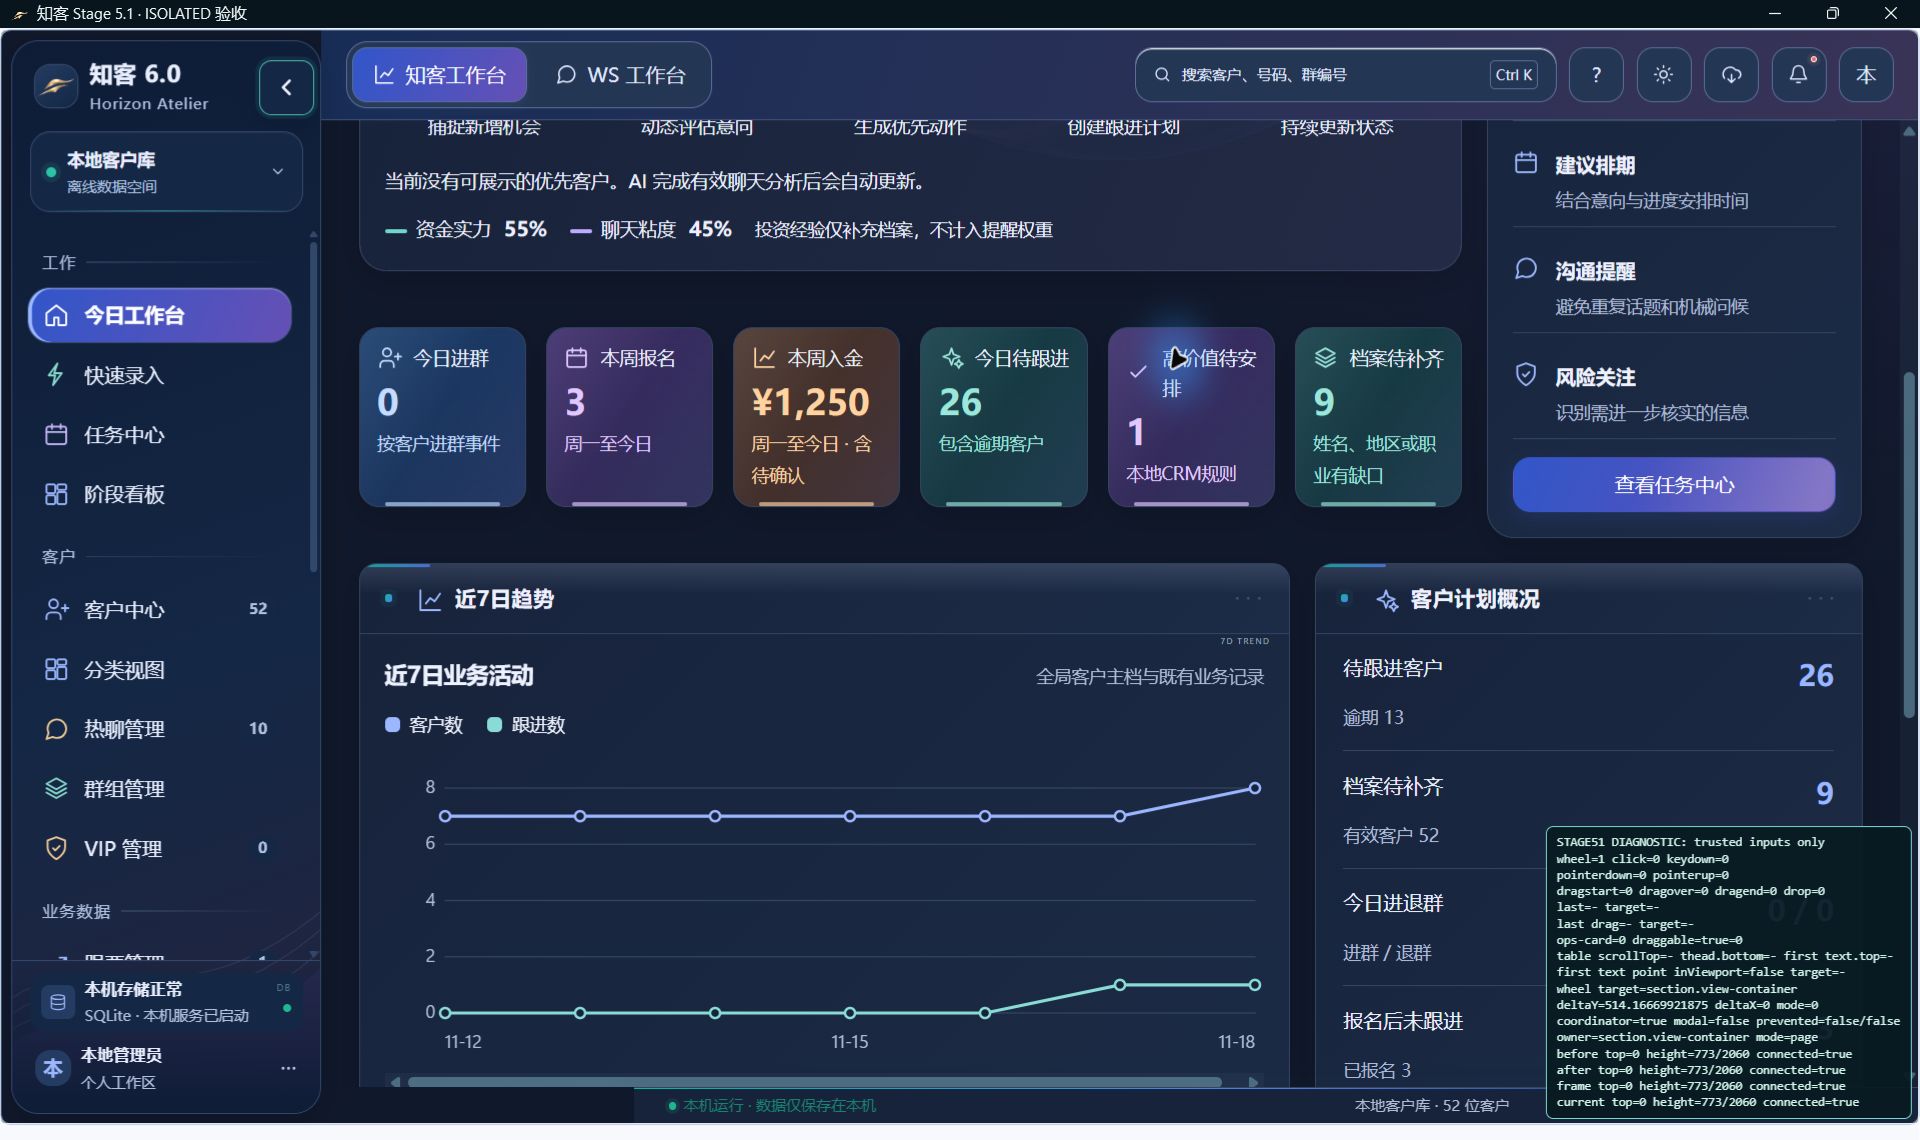 知客 Stage 5.1 · ISOLATED 验收
知客 6.0
Horizon Atelier
知客工作台
WS 工作台
搜索客户、号码、群编号
Ctrl K
?
本
本地客户库
离线数据空间
工作
今日工作台
快速录入
任务中心
阶段看板
客户
客户中心 52
分类视图
热聊管理 10
群组管理
VIP 管理 0
业务数据
本机存储正常
DB
SQLite · 本机服务已启动
本
本地管理员
个人工作区
捕捉新增机会
动态评估意向
生成优先动作
创建跟进计划
持续更新状态
当前没有可展示的优先客户。AI 完成有效聊天分析后会自动更新。
资金实力 55% 聊天粘度 45% 投资经验仅补充档案，不计入提醒权重
今日进群
0
按客户进群事件
本周报名
3
周一至今日
本周入金
¥1,250
周一至今日 · 含
待确认
今日待跟进
26
包含逾期客户
高价值待安
排
1
本地CRM规则
档案待补齐
9
姓名、地区或职
业有缺口
建议排期
结合意向与进度安排时间
沟通提醒
避免重复话题和机械问候
风险关注
识别需进一步核实的信息
查看任务中心
近7日趋势
7D TREND
近7日业务活动
全局客户主档与既有业务记录
客户数
跟进数
8
6
4
2
0
11-12
11-15
11-18
客户计划概况
待跟进客户
26
逾期 13
档案待补齐
9
有效客户 52
今日进退群
0 / 0
进群 / 退群
报名后未跟进
已报名 3
STAGE51 DIAGNOSTIC: trusted inputs only
wheel=1 click=0 keydown=0
pointerdown=0 pointerup=0
dragstart=0 dragover=0 dragend=0 drop=0
last=- target=-
last drag=- target=-
ops-card=0 draggable=true=0
table scrollTop=- thead.bottom=- first text.top=-
first text point inViewport=false target=-
wheel target=section.view-container
deltaY=514.16669921875 deltaX=0 mode=0
coordinator=true modal=false prevented=false/false
owner=section.view-container mode=page
before top=0 height=773/2060 connected=true
after top=0 height=773/2060 connected=true
frame top=0 height=773/2060 connected=true
current top=0 height=773/2060 connected=true
本机运行 · 数据仅保存在本机
本地客户库 · 52 位客户